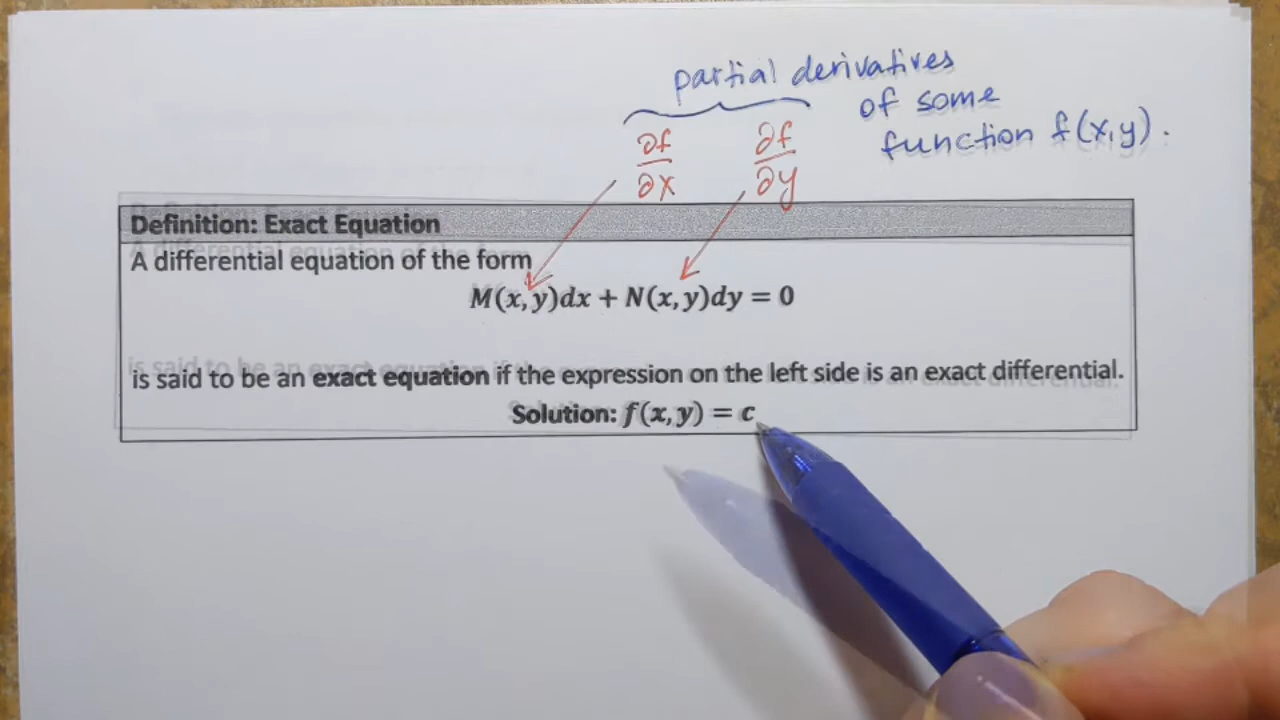 partial derivatives
of some
function f(x,y).
∂f/∂x ∂f/∂y
Definition: Exact Equation
A differential equation of the form
M(x, y)dx + N(x, y)dy = 0
is said to be an exact equation if the expression on the left side is an exact differential.
Solution: f(x, y) = c